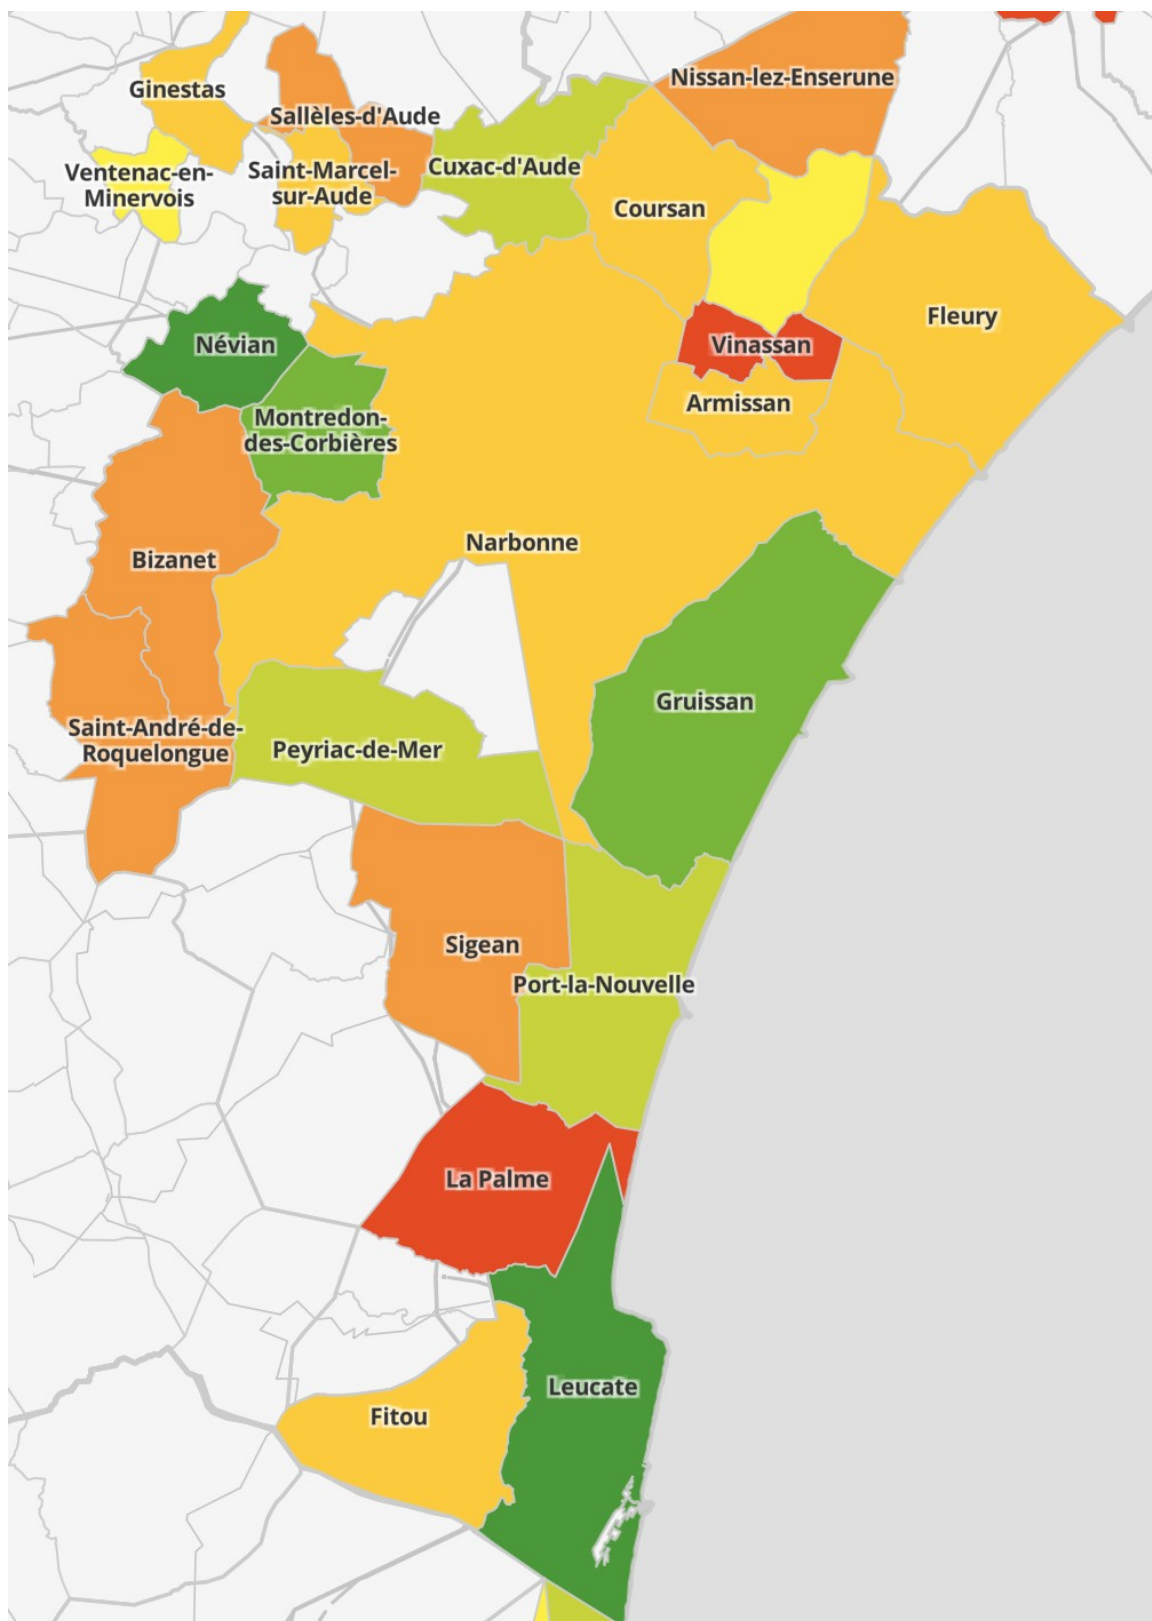 Nissan-lez-Enserune
Ginestas
Sallèles-d'Aude
Cuxac-d'Aude
Ventenac-en-
Minervois
Saint-Marcel-
sur-Aude
Coursan
Fleury
Névian
Vinassan
Armissan
Montredon-
des-Corbières
Narbonne
Bizanet
Gruissan
Saint-André-de-
Roquelongue
Peyriac-de-Mer
Sigean
Port-la-Nouvelle
La Palme
Leucate
Fitou